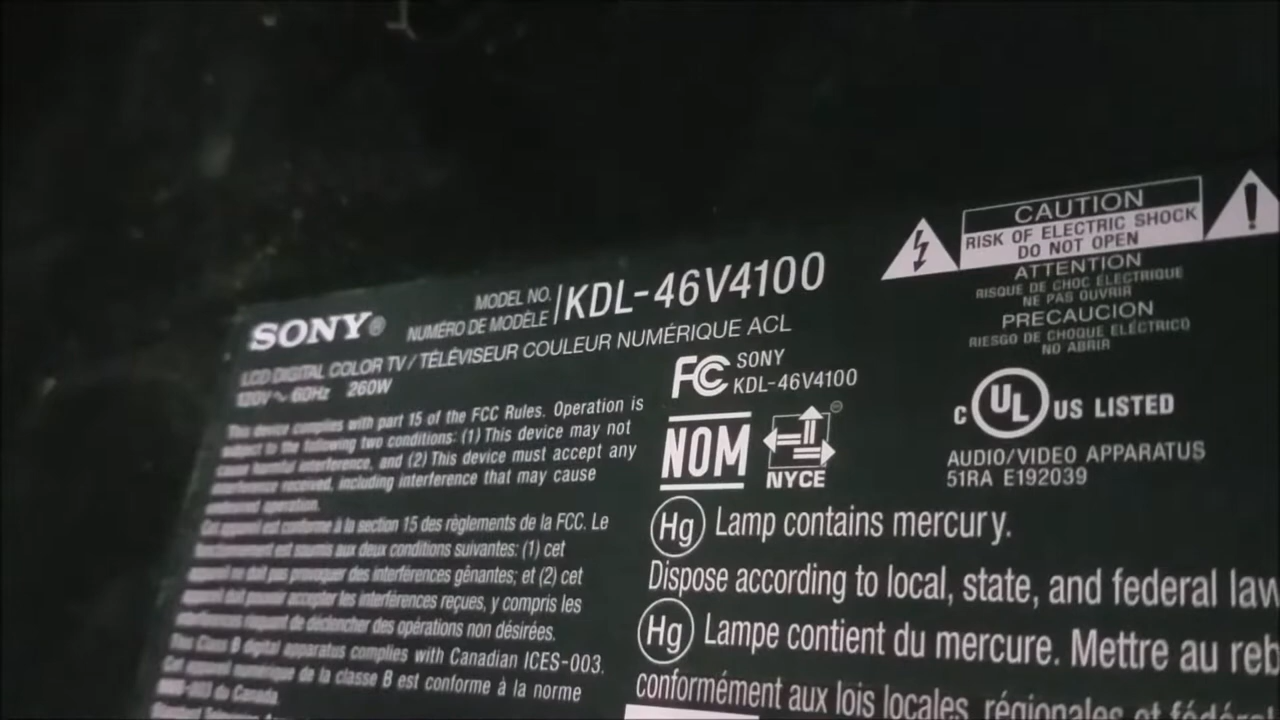 SONY®
MODEL NO.
NUMÉRO DE MODÈLE
KDL-46V4100
LCD DIGITAL COLOR TV / TÉLÉVISEUR COULEUR NUMÉRIQUE ACL
120V ~ 60Hz 260W
This device complies with part 15 of the FCC Rules. Operation is
subject to the following two conditions: (1) This device may not
cause harmful interference, and (2) This device must accept any
interference received, including interference that may cause
undesired operation.
Cet appareil est conforme à la section 15 des règlements de la FCC. Le
fonctionnement est soumis aux deux conditions suivantes: (1) cet
appareil ne doit pas provoquer des interférences gênantes; et (2) cet
appareil doit pouvoir accepter les interférences reçues, y compris les
interférences risquant de déclencher des opérations non désirées.
This Class B digital apparatus complies with Canadian ICES-003.
Cet appareil numérique de la classe B est conforme à la norme
NMB-003 du Canada.
FC SONY
KDL-46V4100
NOM
NYCE
CAUTION
RISK OF ELECTRIC SHOCK
DO NOT OPEN
ATTENTION
RISQUE DE CHOC ÉLECTRIQUE
NE PAS OUVRIR
PRECAUCION
RIESGO DE CHOQUE ELÉCTRICO
NO ABRIR
C UL US LISTED
AUDIO/VIDEO APPARATUS
51RA E192039
Hg Lamp contains mercury.
Dispose according to local, state, and federal law
Hg Lampe contient du mercure. Mettre au reb
conformément aux lois locales, régionales et fédéral